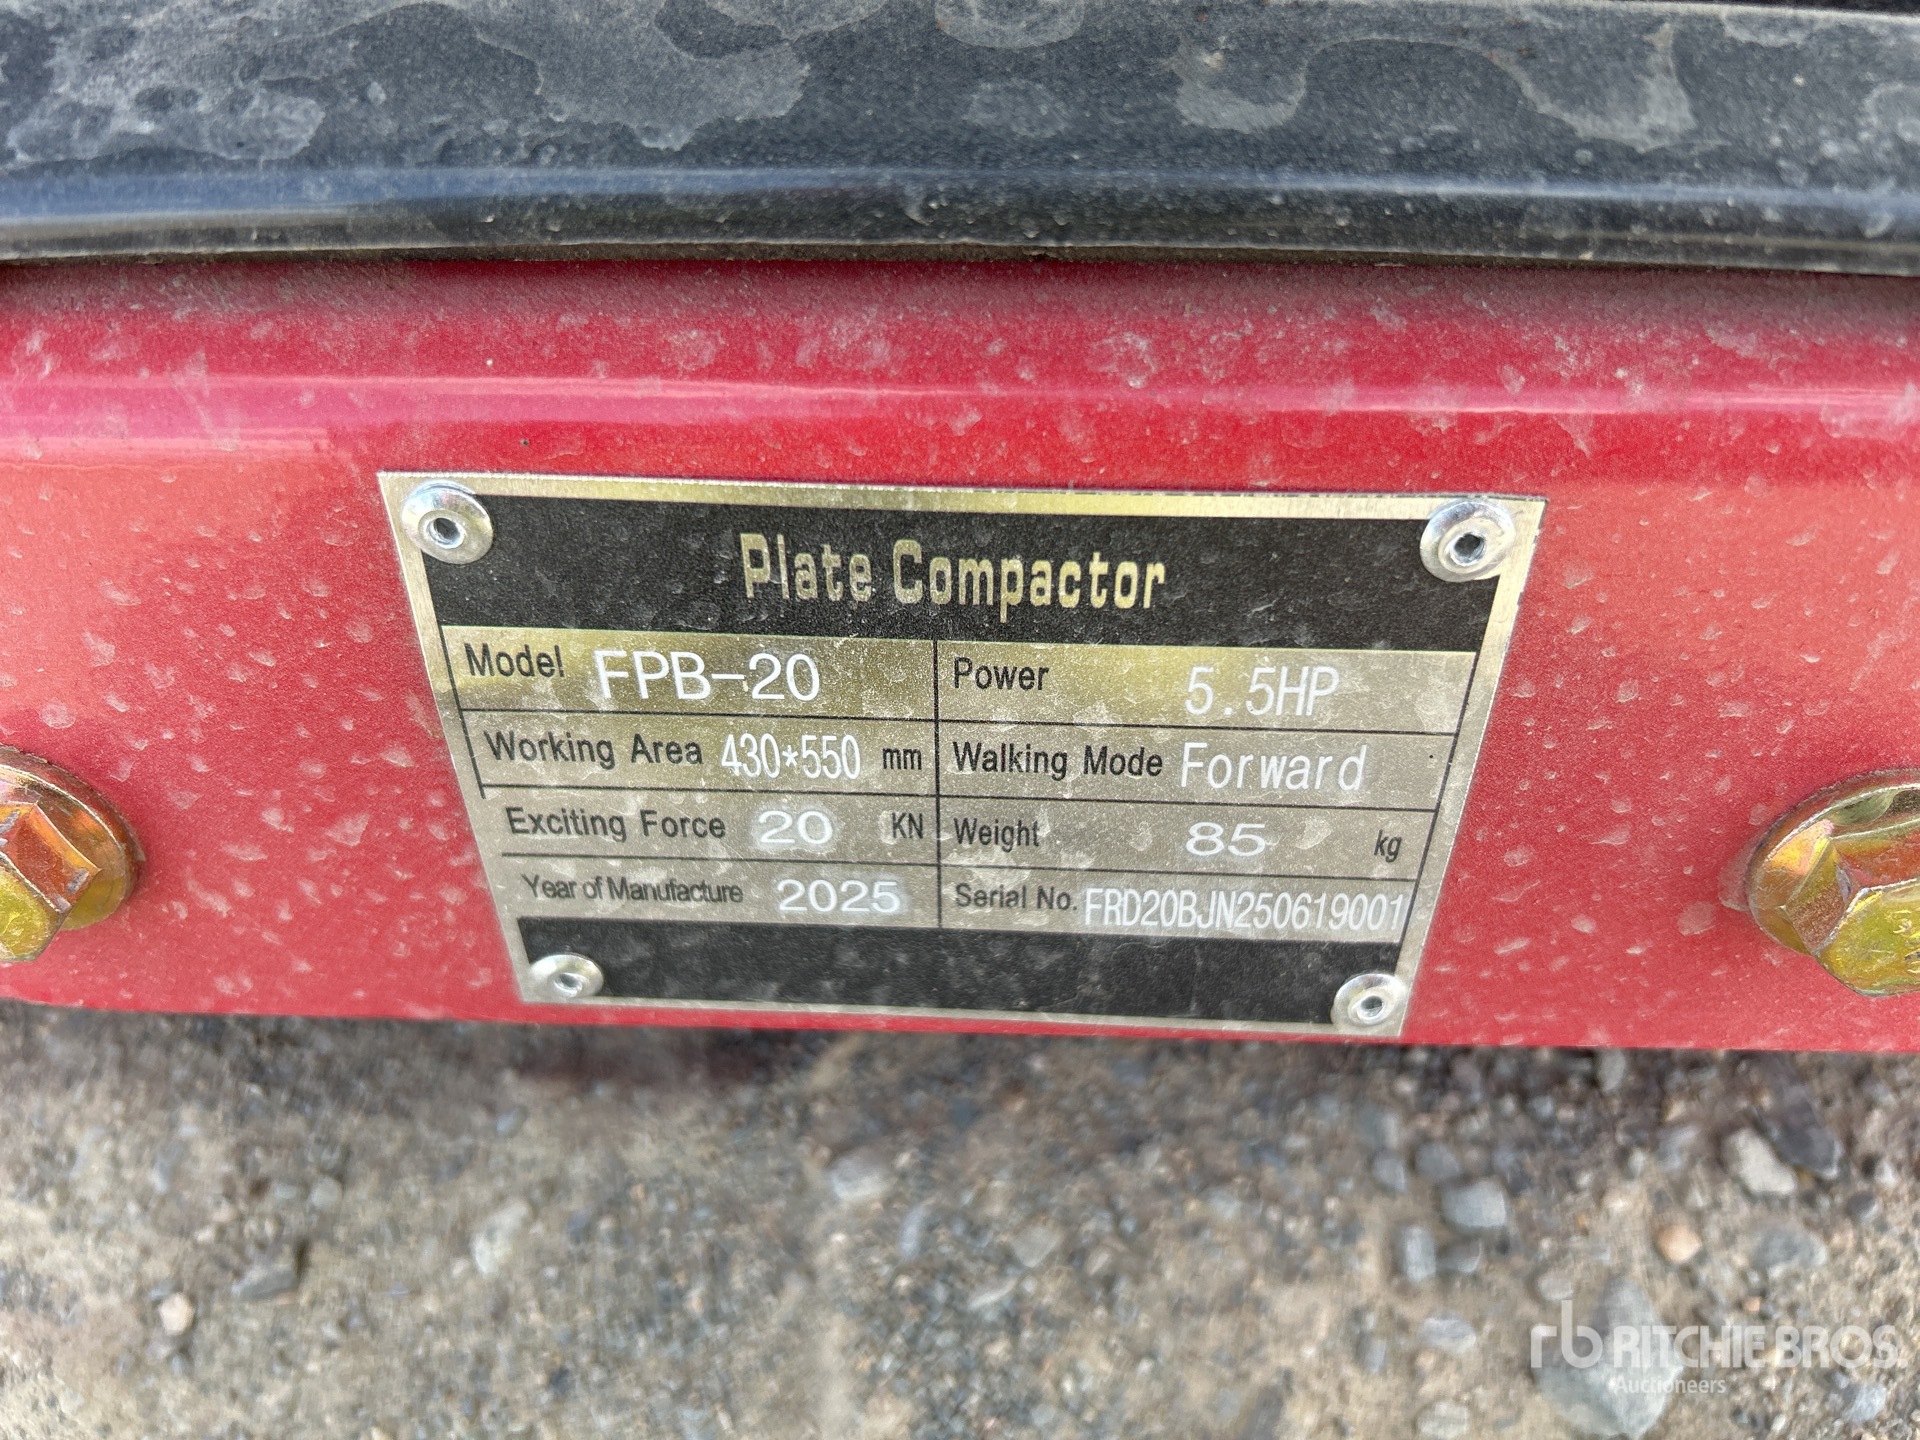 Plate Compactor
Model FPB-20 Power 5.5HP
Working Area 430*550 mm Walking Mode Forward
Exciting Force 20 KN Weight 85 kg
Year of Manufacture 2025 Serial No. FRD20BJN250619001
rb RITCHIE BROS.
Auctioneers